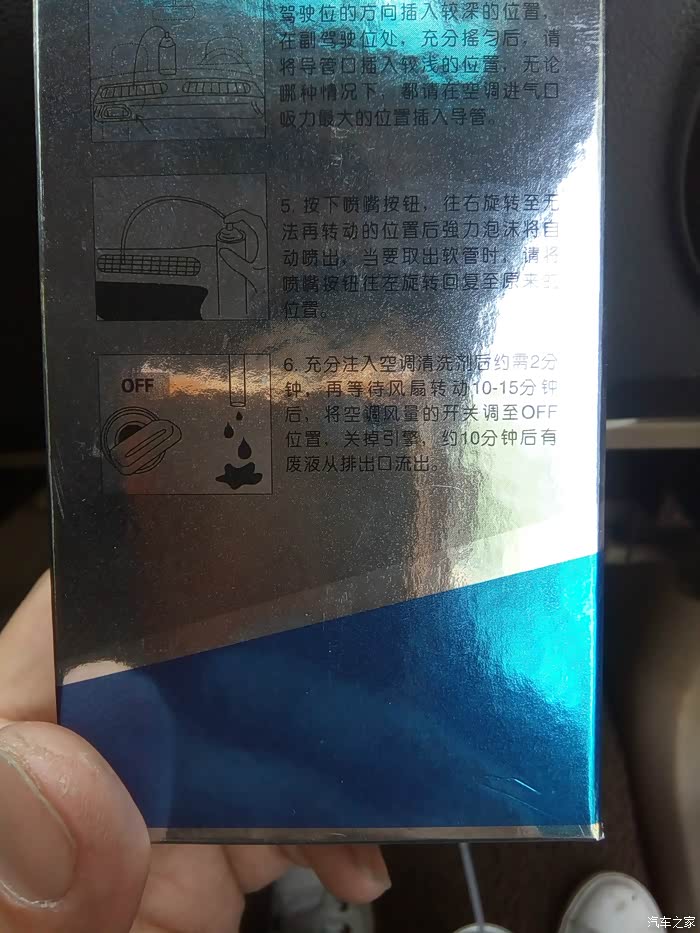 驾驶位的方向插入较深的位置,
在副驾驶位处，充分摇匀后，请
将导管口插入较浅的位置，无论
哪种情况下，都请在空调进气口
吸力最大的位置插入导管。
5. 按下喷嘴按钮，往右旋转至无
法再转动的位置后強力泡沫将自
动喷出，当要取出软管时，请将
喷嘴按钮往左旋转回复至原来的
位置。
6. 充分注入空调清洗剂后约需2分
钟，再等待风扇转动10-15分钟
后，将空调风量的开关调至OFF
位置，关掉引擎，约10分钟后有
废液从排出口流出。
OFF
汽车之家